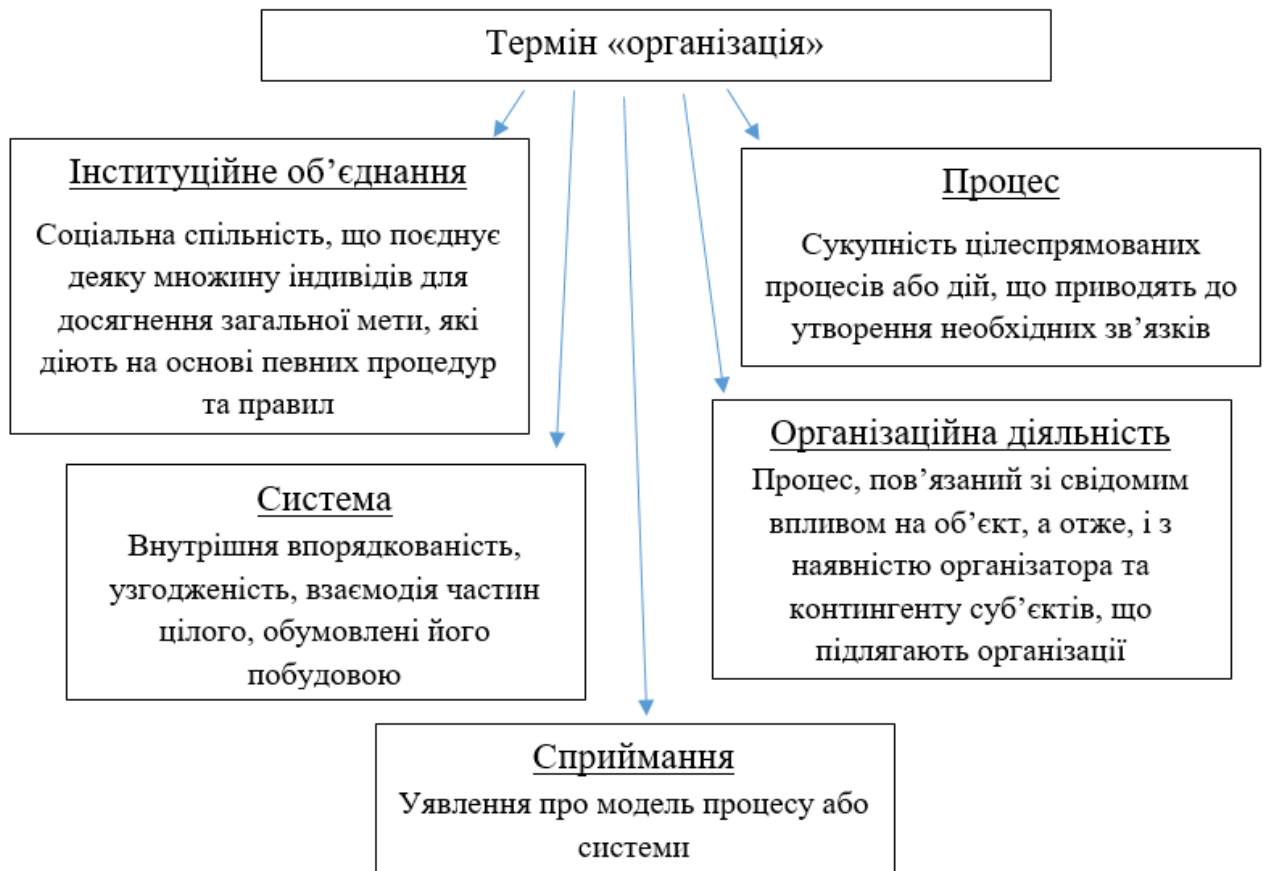 Термін «організація»
Інституційне об’єднання
Соціальна спільність, що поєднує
деяку множину індивідів для
досягнення загальної мети, які
діють на основі певних процедур
та правил
Процес
Сукупність цілеспрямованих
процесів або дій, що приводять до
утворення необхідних зв’язків
Система
Внутрішня впорядкованість,
узгодженість, взаємодія частин
цілого, обумовлені його
побудовою
Організаційна діяльність
Процес, пов’язаний зі свідомим
впливом на об’єкт, а отже, і з
наявністю організатора та
контингенту суб’єктів, що
підлягають організації
Сприймання
Уявлення про модель процесу або
системи